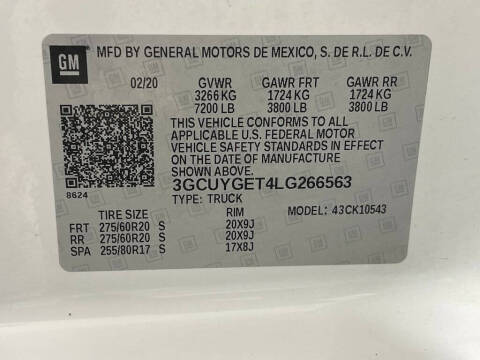 GM
MFD BY GENERAL MOTORS DE MEXICO, S. DE R.L. DE C.V.
02/20 GVWR GAWR FRT GAWR RR
3266 KG 1724 KG 1724 KG
7200 LB 3800 LB 3800 LB
THIS VEHICLE CONFORMS TO ALL
APPLICABLE U.S. FEDERAL MOTOR
VEHICLE SAFETY STANDARDS IN EFFECT
ON THE DATE OF MANUFACTURE
SHOWN ABOVE.
3GCUYGET4LG266563
8624
TYPE: TRUCK
TIRE SIZE RIM MODEL: 43CK10543
FRT 275/60R20 S 20X9J
RR 275/60R20 S 20X9J
SPA 255/80R17 S 17X8J